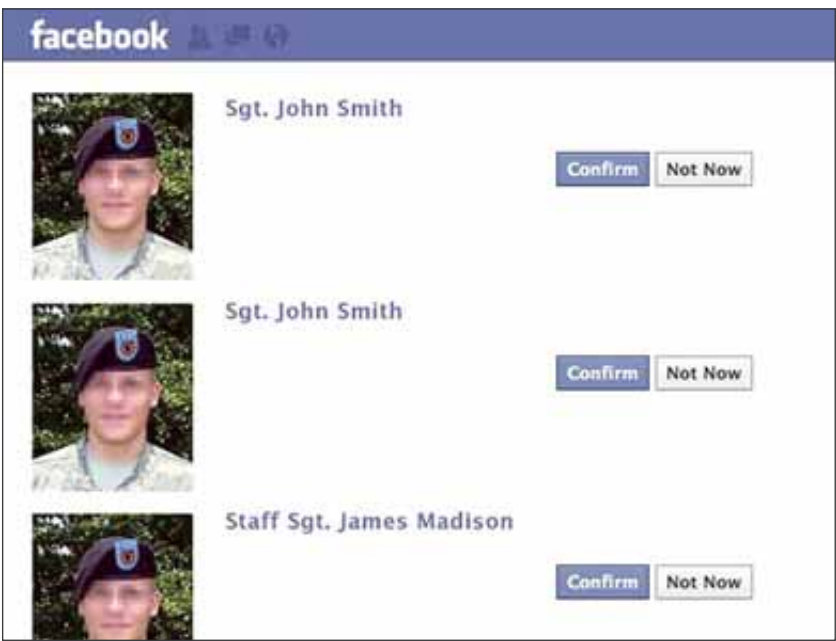 facebook
Sgt. John Smith
Confirm Not Now
Sgt. John Smith
Confirm Not Now
Staff Sgt. James Madison
Confirm Not Now